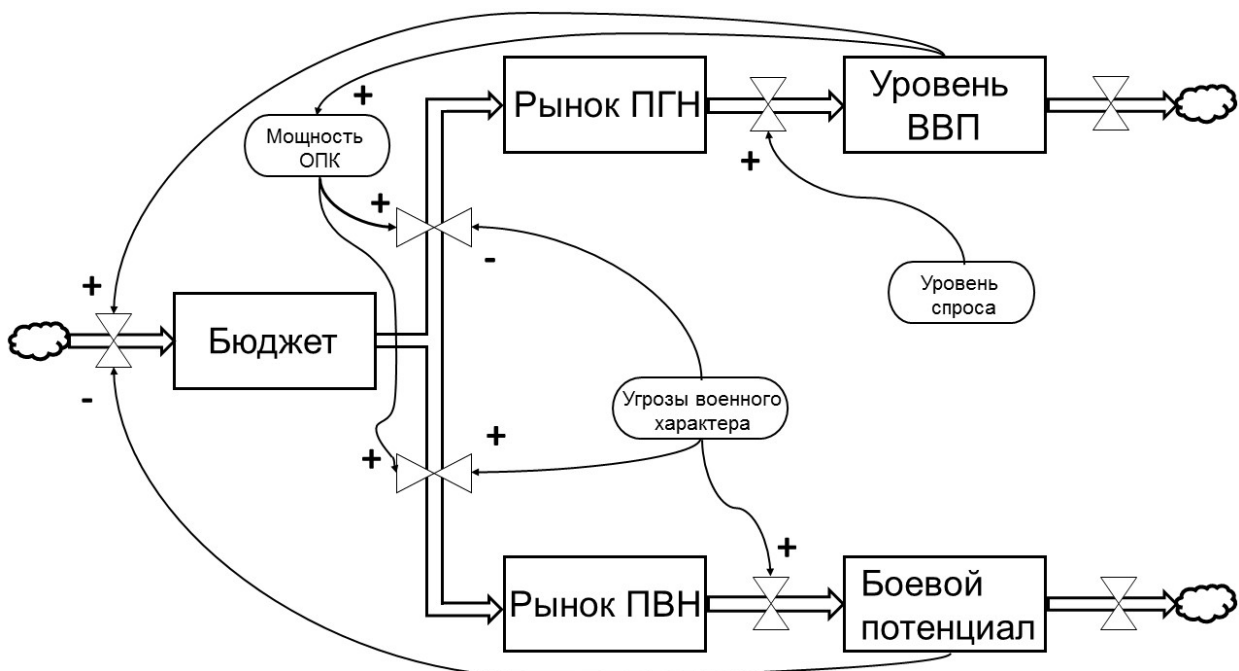 Рынок ПГН
Уровень
ВВП
+
Мощность
ОПК
+
+
-
+
Уровень
спроса
+
Бюджет
-
Угрозы военного
характера
+
+
+
Рынок ПВН
Боевой
потенциал